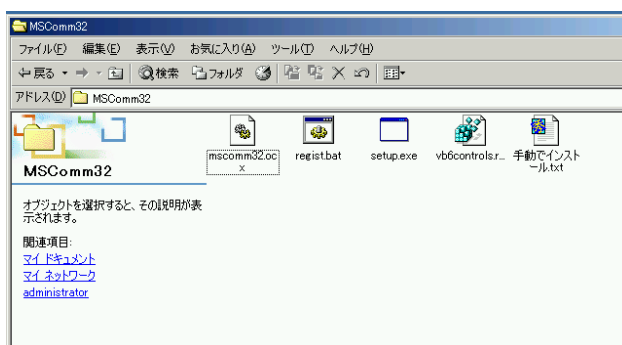 MSComm32
ファイル(F) 編集(E) 表示(V) お気に入り(A) ツール(T) ヘルプ(H)
戻る 検索 フォルダ
アドレス(D) MSComm32
MSComm32
オブジェクトを選択すると、その説明が表
示されます。
関連項目:
マイ ドキュメント
マイ ネットワーク
administrator
mscomm32.oc
x
regist.bat
setup.exe
vb6controls.r...
手動でインスト
ール.txt